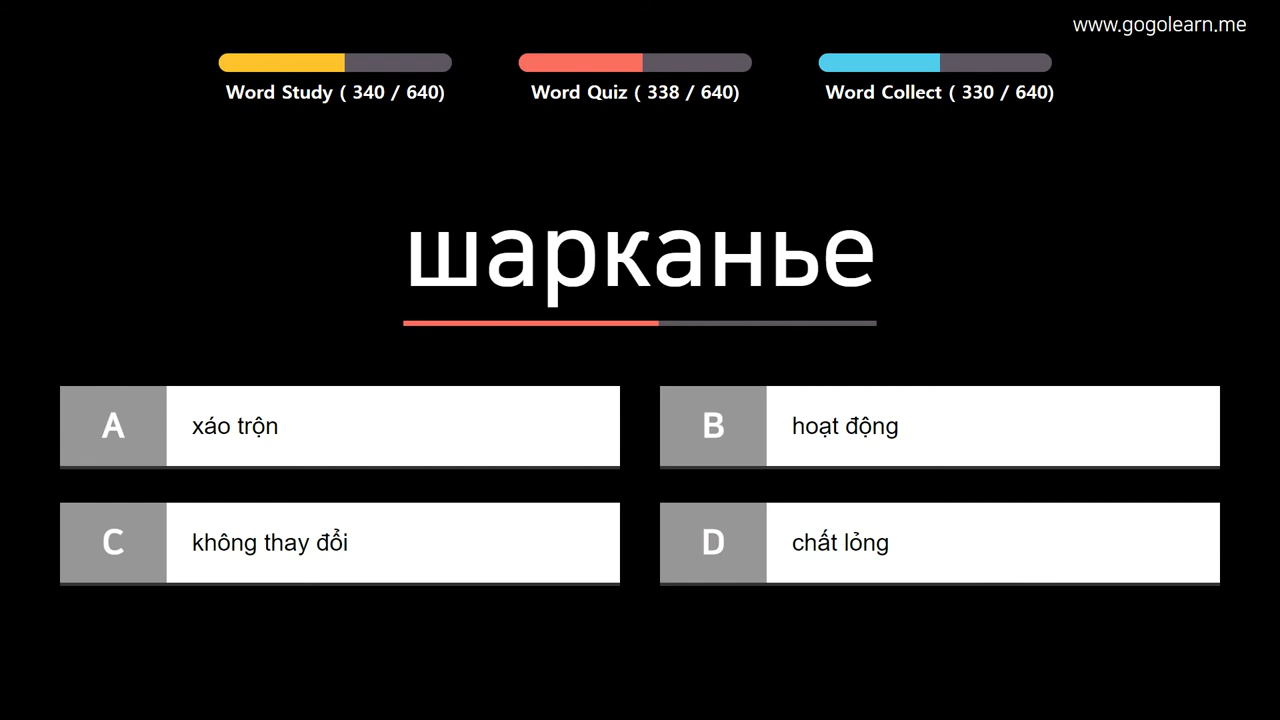 www.gogolearn.me
Word Study ( 340 / 640)
Word Quiz ( 338 / 640)
Word Collect ( 330 / 640)
шарканье
A xáo trộn
B hoạt động
C không thay đổi
D chất lỏng